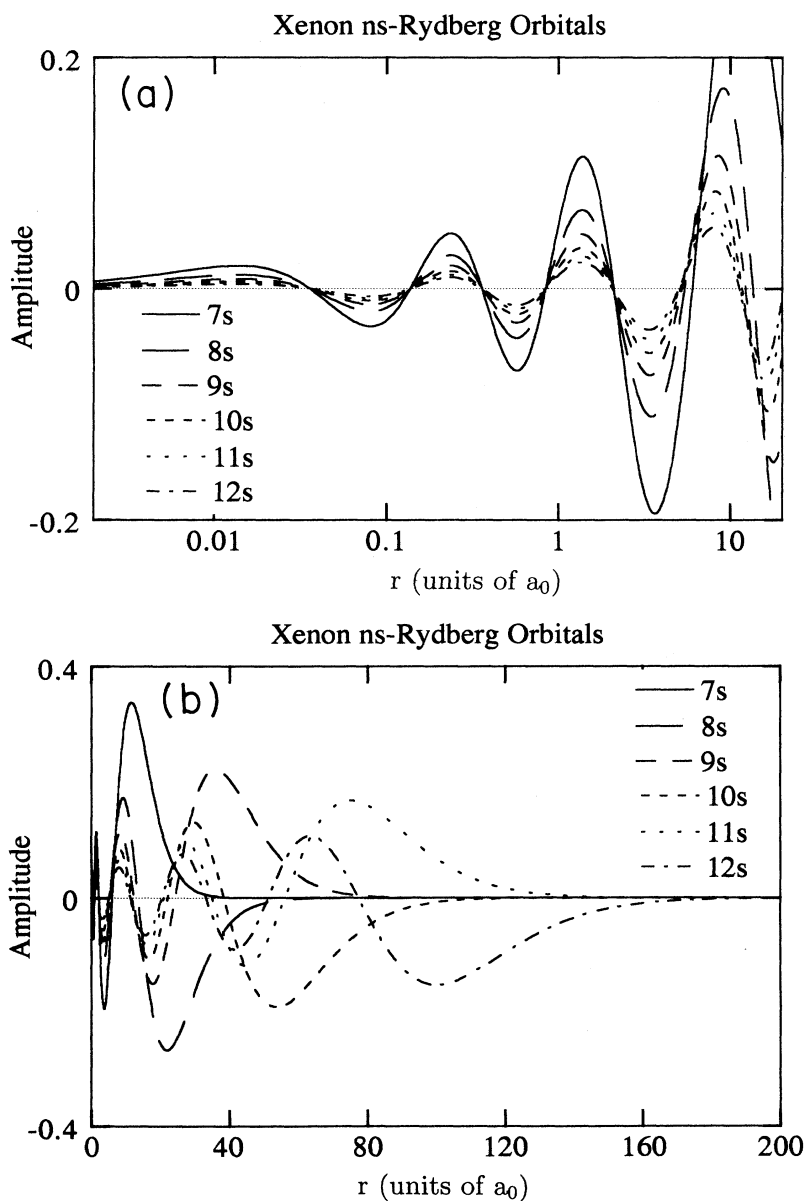 Xenon ns-Rydberg Orbitals
(a)
0.2
0
-0.2
Amplitude
7s
8s
9s
10s
11s
12s
0.01 0.1 1 10
r (units of a₀)
Xenon ns-Rydberg Orbitals
(b)
0.4
0
-0.4
Amplitude
7s
8s
9s
10s
11s
12s
0 40 80 120 160 200
r (units of a₀)